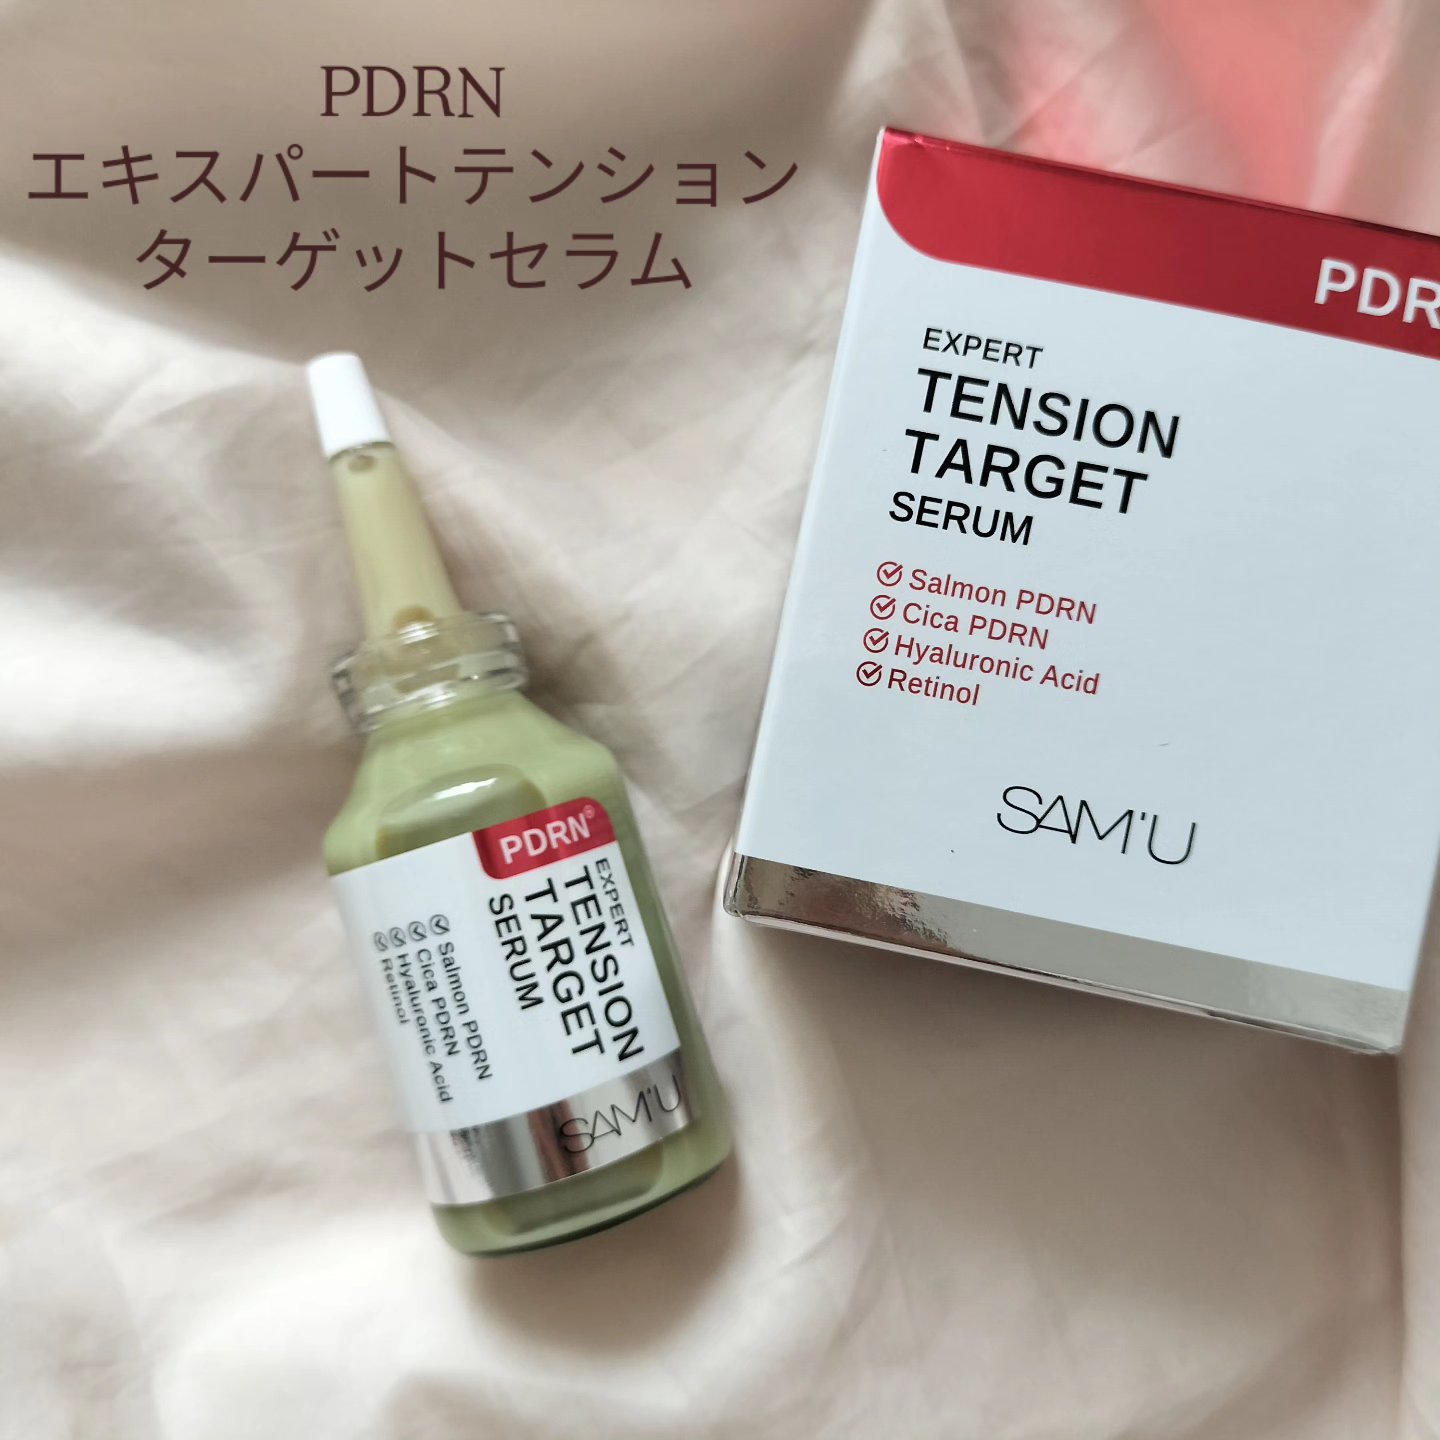 PDRN
エキスパートテンション
ターゲットセラム
PDR
EXPERT
TENSION
TARGET
SERUM
Salmon PDRN
Cica PDRN
Hyaluronic Acid
Retinol
SAM'U
PDRN®
EXPERT
TENSION
TARGET
SERUM
Salmon PDRN
Cica PDRN
Hyaluronic Acid
Retinol
SAM'U